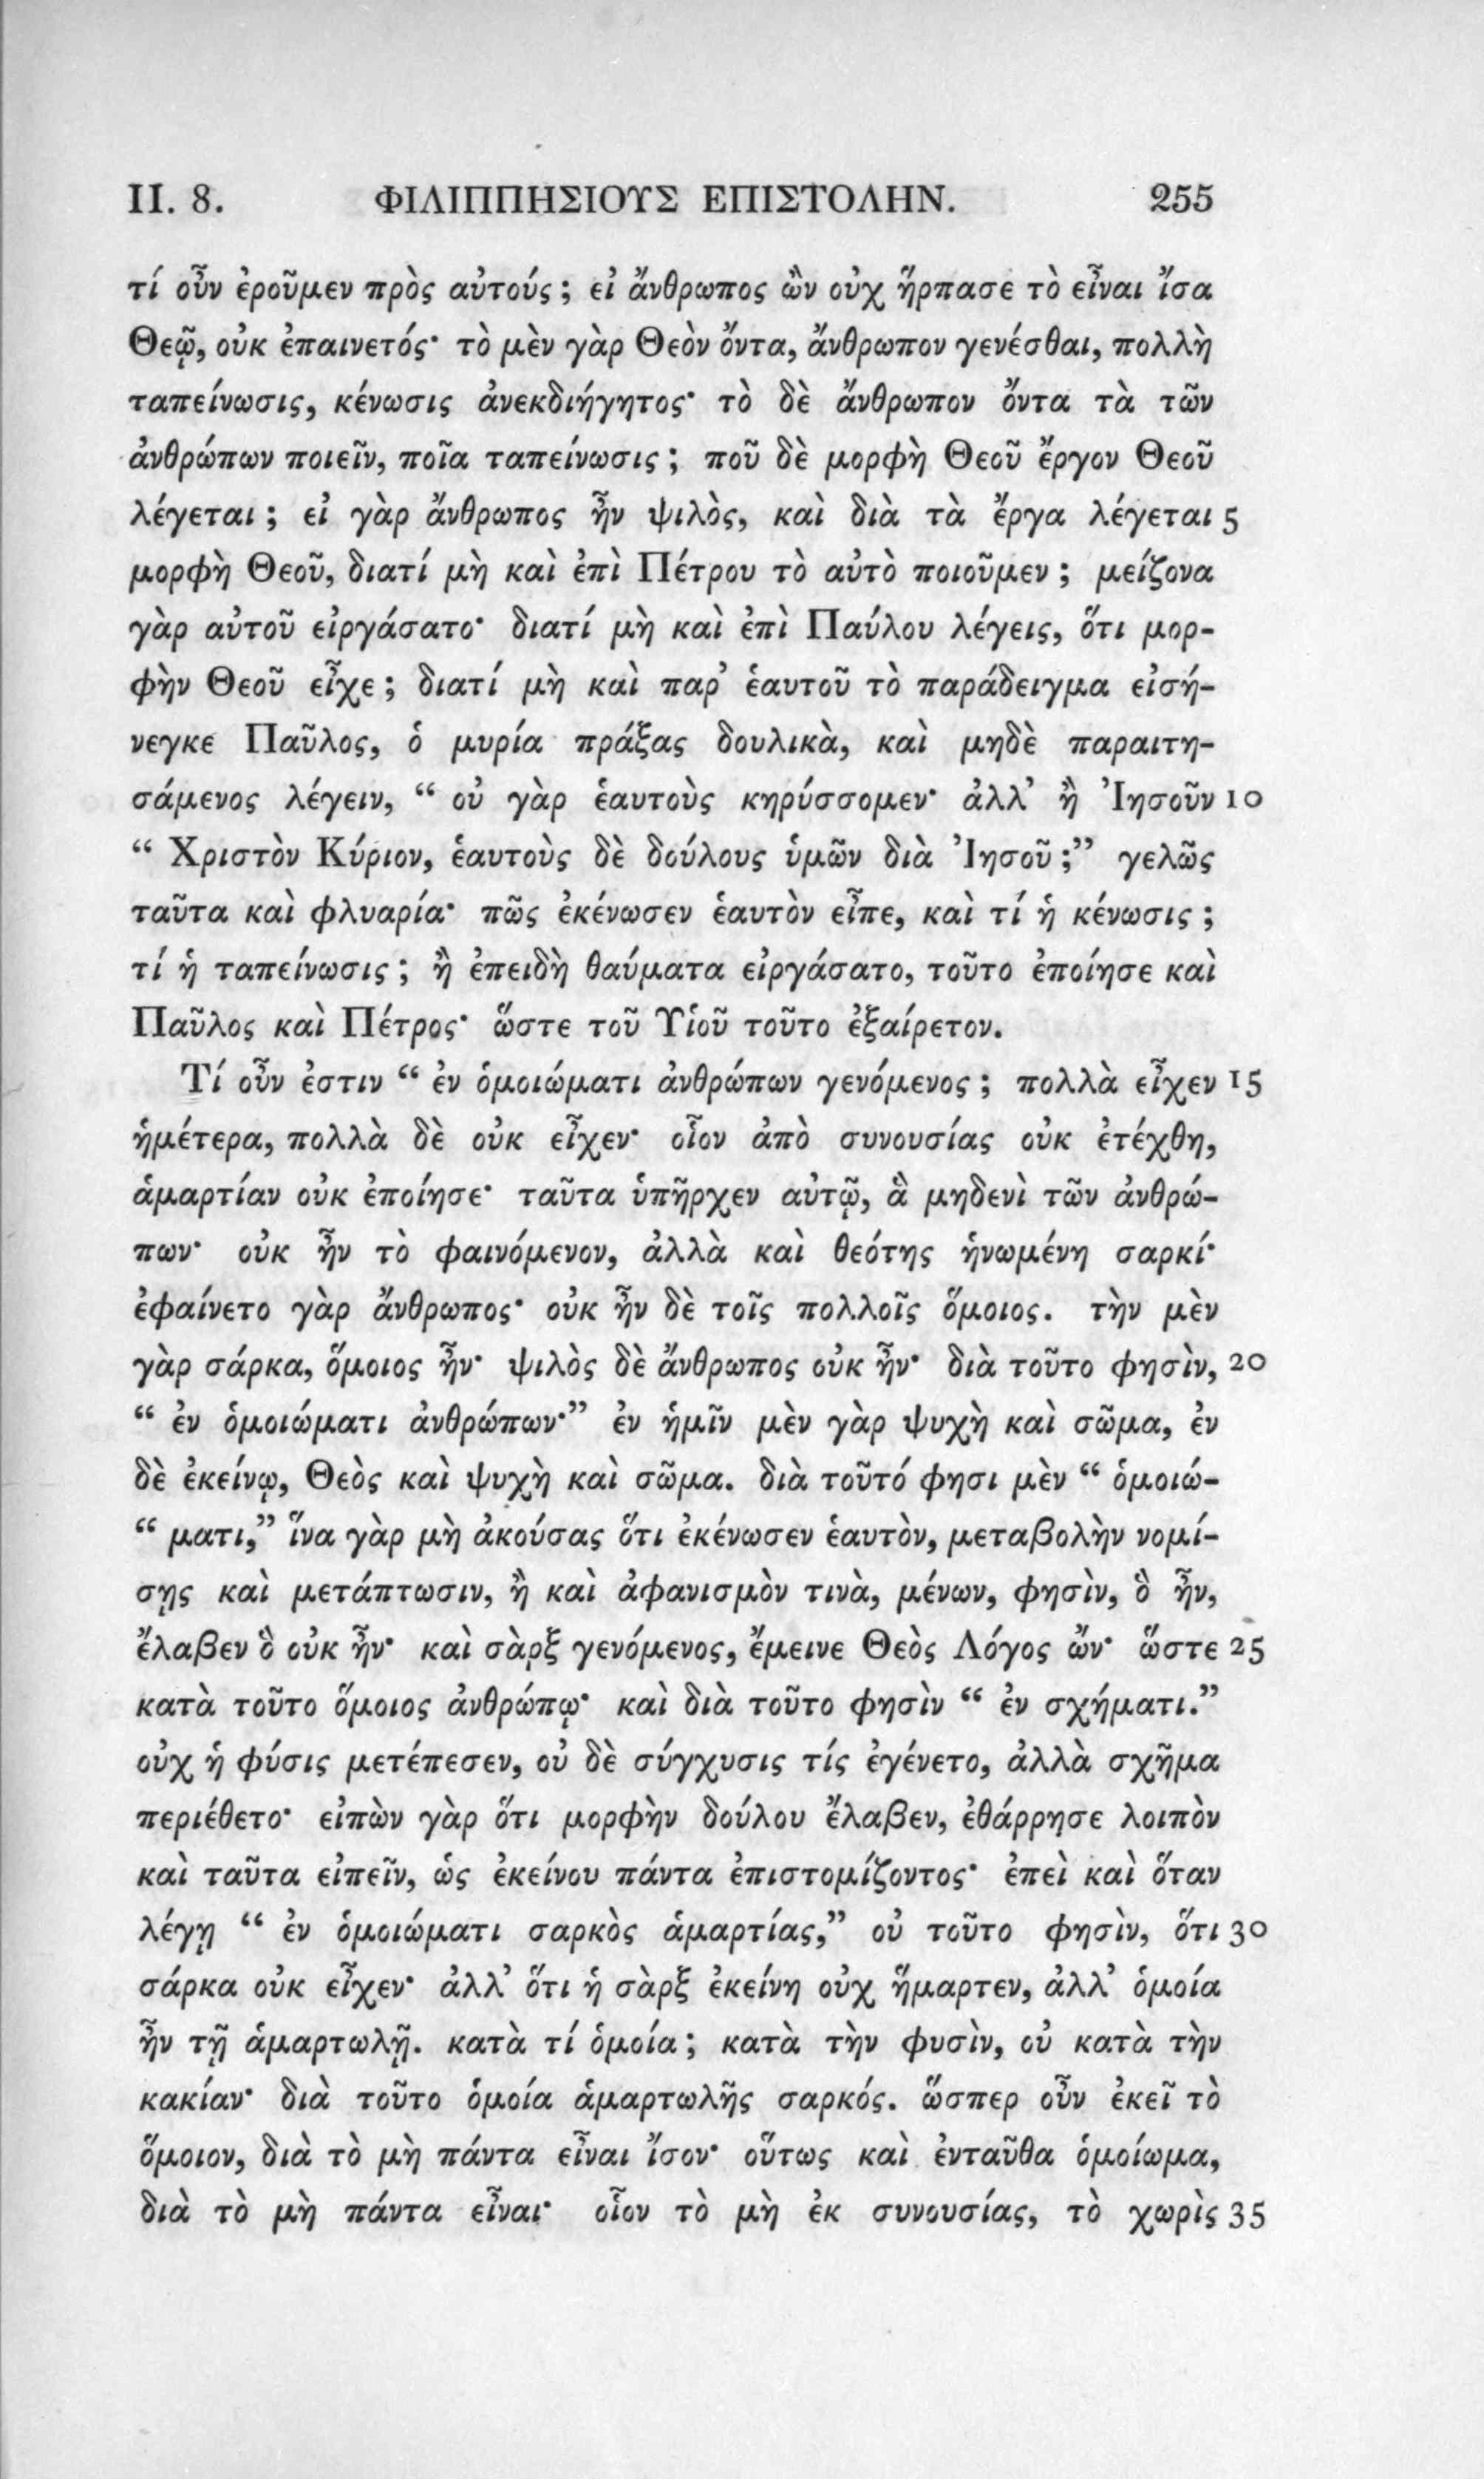 II. 8. ΦΙΛΙΠΠΗΣΙΟΥΣ ΕΠΙΣΤΟΛΗΝ. 255
τί οὖν ἐροῦμεν πρὸς αὐτούς; εἰ ἄνθρωπος ὢν οὐχ ἥρπασε τὸ εἶναι ἴσα
Θεῷ, οὐκ ἐπαινετός· τὸ μὲν γὰρ Θεὸν ὄντα, ἄνθρωπον γενέσθαι, πολλὴ
ταπείνωσις, κένωσις ἀνεκδιήγητος· τὸ δὲ ἄνθρωπον ὄντα τὰ τῶν
ἀνθρώπων ποιεῖν, ποῖα ταπείνωσις; ποῦ δὲ μορφὴ Θεοῦ ἔργον Θεοῦ
λέγεται; εἰ γὰρ ἄνθρωπος ἦν ψιλὸς, καὶ διὰ τὰ ἔργα λέγεται 5
μορφὴ Θεοῦ, διατί μὴ καὶ ἐπὶ Πέτρου τὸ αὐτὸ ποιοῦμεν; μείζονα
γὰρ αὐτοῦ εἰργάσατο· διατί μὴ καὶ ἐπὶ Παύλου λέγεις, ὅτι μορ-
φὴν Θεοῦ εἶχε; διατί μὴ καὶ παρ’ ἑαυτοῦ τὸ παράδειγμα εἰσή-
νεγκε Παῦλος, ὁ μυρία πράξας δουλικὰ, καὶ μηδὲ παραιτη-
σάμενος λέγειν, “ οὐ γὰρ ἑαυτοὺς κηρύσσομεν· ἀλλ’ ἢ Ἰησοῦν 10
“ Χριστὸν Κύριον, ἑαυτοὺς δὲ δούλους ὑμῶν διὰ Ἰησοῦ;” γελῶς
ταῦτα καὶ φλυαρία· πῶς ἐκένωσεν ἑαυτὸν εἶπε, καὶ τί ἡ κένωσις;
τί ἡ ταπείνωσις; ἢ ἐπειδὴ θαύματα εἰργάσατο, τοῦτο ἐποίησε καὶ
Παῦλος καὶ Πέτρος· ὥστε τοῦ Υἱοῦ τοῦτο ἐξαίρετον.
Τί οὖν ἐστιν “ ἐν ὁμοιώματι ἀνθρώπων γενόμενος; πολλὰ εἶχεν 15
ἡμέτερα, πολλὰ δὲ οὐκ εἶχεν· οἷον ἀπὸ συνουσίας οὐκ ἐτέχθη,
ἁμαρτίαν οὐκ ἐποίησε· ταῦτα ὑπῆρχεν αὐτῷ, ἃ μηδενὶ τῶν ἀνθρώ-
πων· οὐκ ἦν τὸ φαινόμενον, ἀλλὰ καὶ θεότης ἡνωμένη σαρκί·
ἐφαίνετο γὰρ ἄνθρωπος· οὐκ ἦν δὲ τοῖς πολλοῖς ὅμοιος. τὴν μὲν
γὰρ σάρκα, ὅμοιος ἦν· ψιλὸς δὲ ἄνθρωπος οὐκ ἦν· διὰ τοῦτο φησὶν, 20
“ ἐν ὁμοιώματι ἀνθρώπων·” ἐν ἡμῖν μὲν γὰρ ψυχὴ καὶ σῶμα, ἐν
δὲ ἐκείνῳ, Θεὸς καὶ ψυχὴ καὶ σῶμα. διὰ τοῦτό φησι μὲν “ ὁμοιώ-
“ ματι,” ἵνα γὰρ μὴ ἀκούσας ὅτι ἐκένωσεν ἑαυτὸν, μεταβολὴν νομί-
σῃς καὶ μετάπτωσιν, ἢ καὶ ἀφανισμὸν τινὰ, μένων, φησὶν, ὃ ἦν,
ἔλαβεν ὃ οὐκ ἦν· καὶ σὰρξ γενόμενος, ἔμεινε Θεὸς Λόγος ὤν· ὥστε 25
κατὰ τοῦτο ὅμοιος ἀνθρώπῳ· καὶ διὰ τοῦτο φησὶν “ ἐν σχήματι.”
οὐχ ἡ φύσις μετέπεσεν, οὐ δὲ σύγχυσις τίς ἐγένετο, ἀλλὰ σχῆμα
περιέθετο· εἰπὼν γὰρ ὅτι μορφὴν δούλου ἔλαβεν, ἐθάρρησε λοιπὸν
καὶ ταῦτα εἰπεῖν, ὡς ἐκείνου πάντα ἐπιστομίζοντος· ἐπεὶ καὶ ὅταν
λέγῃ “ ἐν ὁμοιώματι σαρκὸς ἁμαρτίας,” οὐ τοῦτο φησὶν, ὅτι 30
σάρκα οὐκ εἶχεν· ἀλλ’ ὅτι ἡ σὰρξ ἐκείνη οὐχ ἥμαρτεν, ἀλλ’ ὁμοία
ἦν τῇ ἁμαρτωλῇ. κατὰ τί ὁμοία; κατὰ τὴν φυσὶν, οὐ κατὰ τὴν
κακίαν· διὰ τοῦτο ὁμοία ἁμαρτωλῆς σαρκός. ὥσπερ οὖν ἐκεῖ τὸ
ὅμοιον, διὰ τὸ μὴ πάντα εἶναι ἴσον· οὕτως καὶ ἐνταῦθα ὁμοίωμα,
διὰ τὸ μὴ πάντα εἶναι· οἷον τὸ μὴ ἐκ συνουσίας, τὸ χωρὶς 35